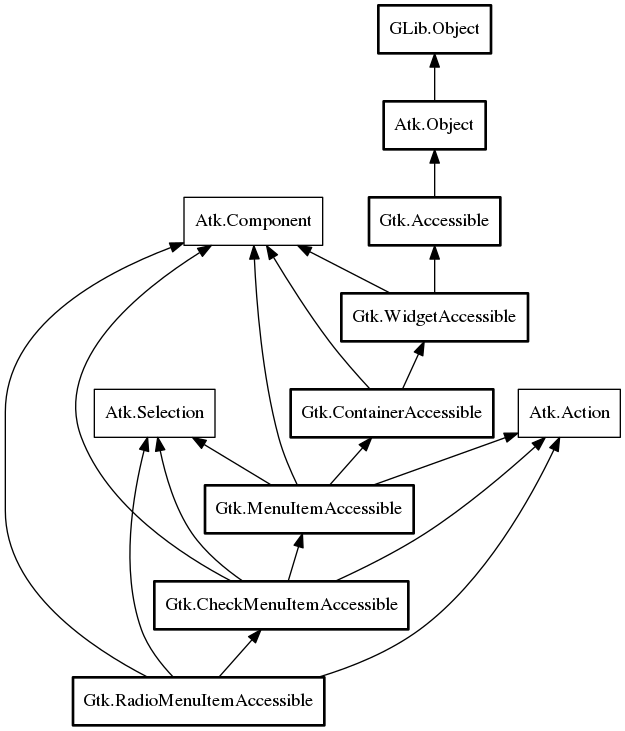 GLib.Object
Atk.Object
Atk.Component
Gtk.Accessible
Gtk.WidgetAccessible
Atk.Selection
Gtk.ContainerAccessible
Atk.Action
Gtk.MenuItemAccessible
Gtk.CheckMenuItemAccessible
Gtk.RadioMenuItemAccessible